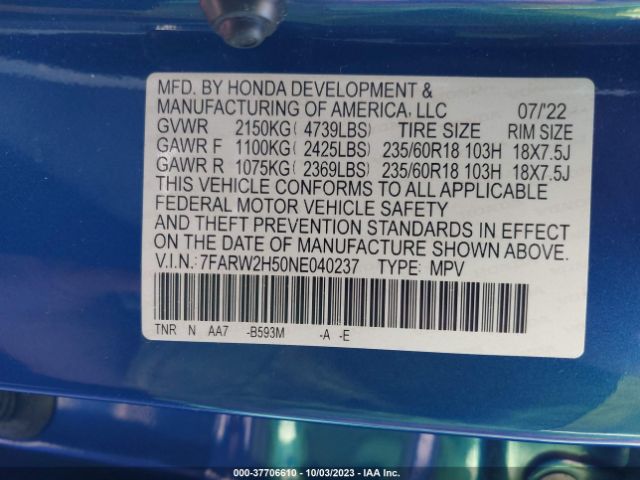 MFD. BY HONDA DEVELOPMENT &
MANUFACTURING OF AMERICA, LLC 07/'22
GVWR 2150KG( 4739LBS) TIRE SIZE RIM SIZE
GAWR F 1100KG( 2425LBS) 235/60R18 103H 18X7.5J
GAWR R 1075KG( 2369LBS) 235/60R18 103H 18X7.5J
THIS VEHICLE CONFORMS TO ALL APPLICABLE
FEDERAL MOTOR VEHICLE SAFETY
AND THEFT PREVENTION STANDARDS IN EFFECT
ON THE DATE OF MANUFACTURE SHOWN ABOVE.
V.I.N.:7FARW2H50NE040237 TYPE: MPV
TNR N AA7 -B593M -A -E
000-37706610 - 10/03/2023 - IAA Inc.